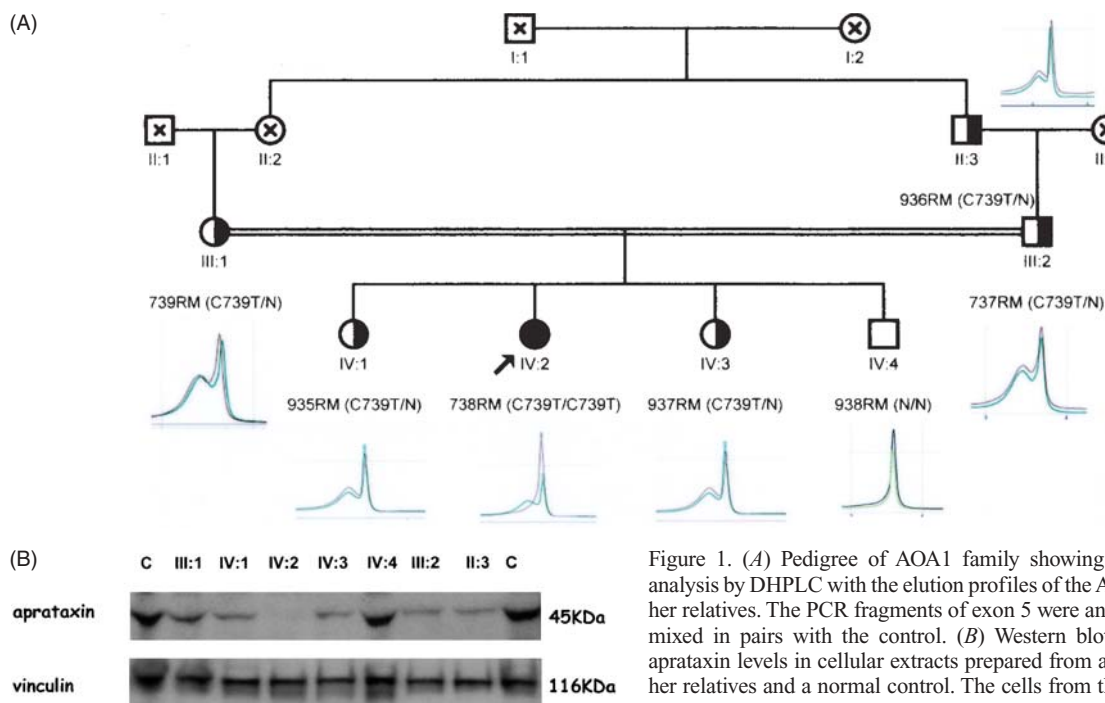 (A)
I:1 I:2
II:1 II:2 II:3 II:
936RM (C739T/N)
III:1 III:2
739RM (C739T/N) 737RM (C739T/N)
IV:1 IV:2 IV:3 IV:4
935RM (C739T/N) 738RM (C739T/C739T) 937RM (C739T/N) 938RM (N/N)
(B)
C III:1 IV:1 IV:2 IV:3 IV:4 III:2 II:3 C
aprataxin 45KDa
vinculin 116KDa
Figure 1. (A) Pedigree of AOA1 family showing
analysis by DHPLC with the elution profiles of the A
her relatives. The PCR fragments of exon 5 were an
mixed in pairs with the control. (B) Western blo
aprataxin levels in cellular extracts prepared from a
her relatives and a normal control. The cells from th